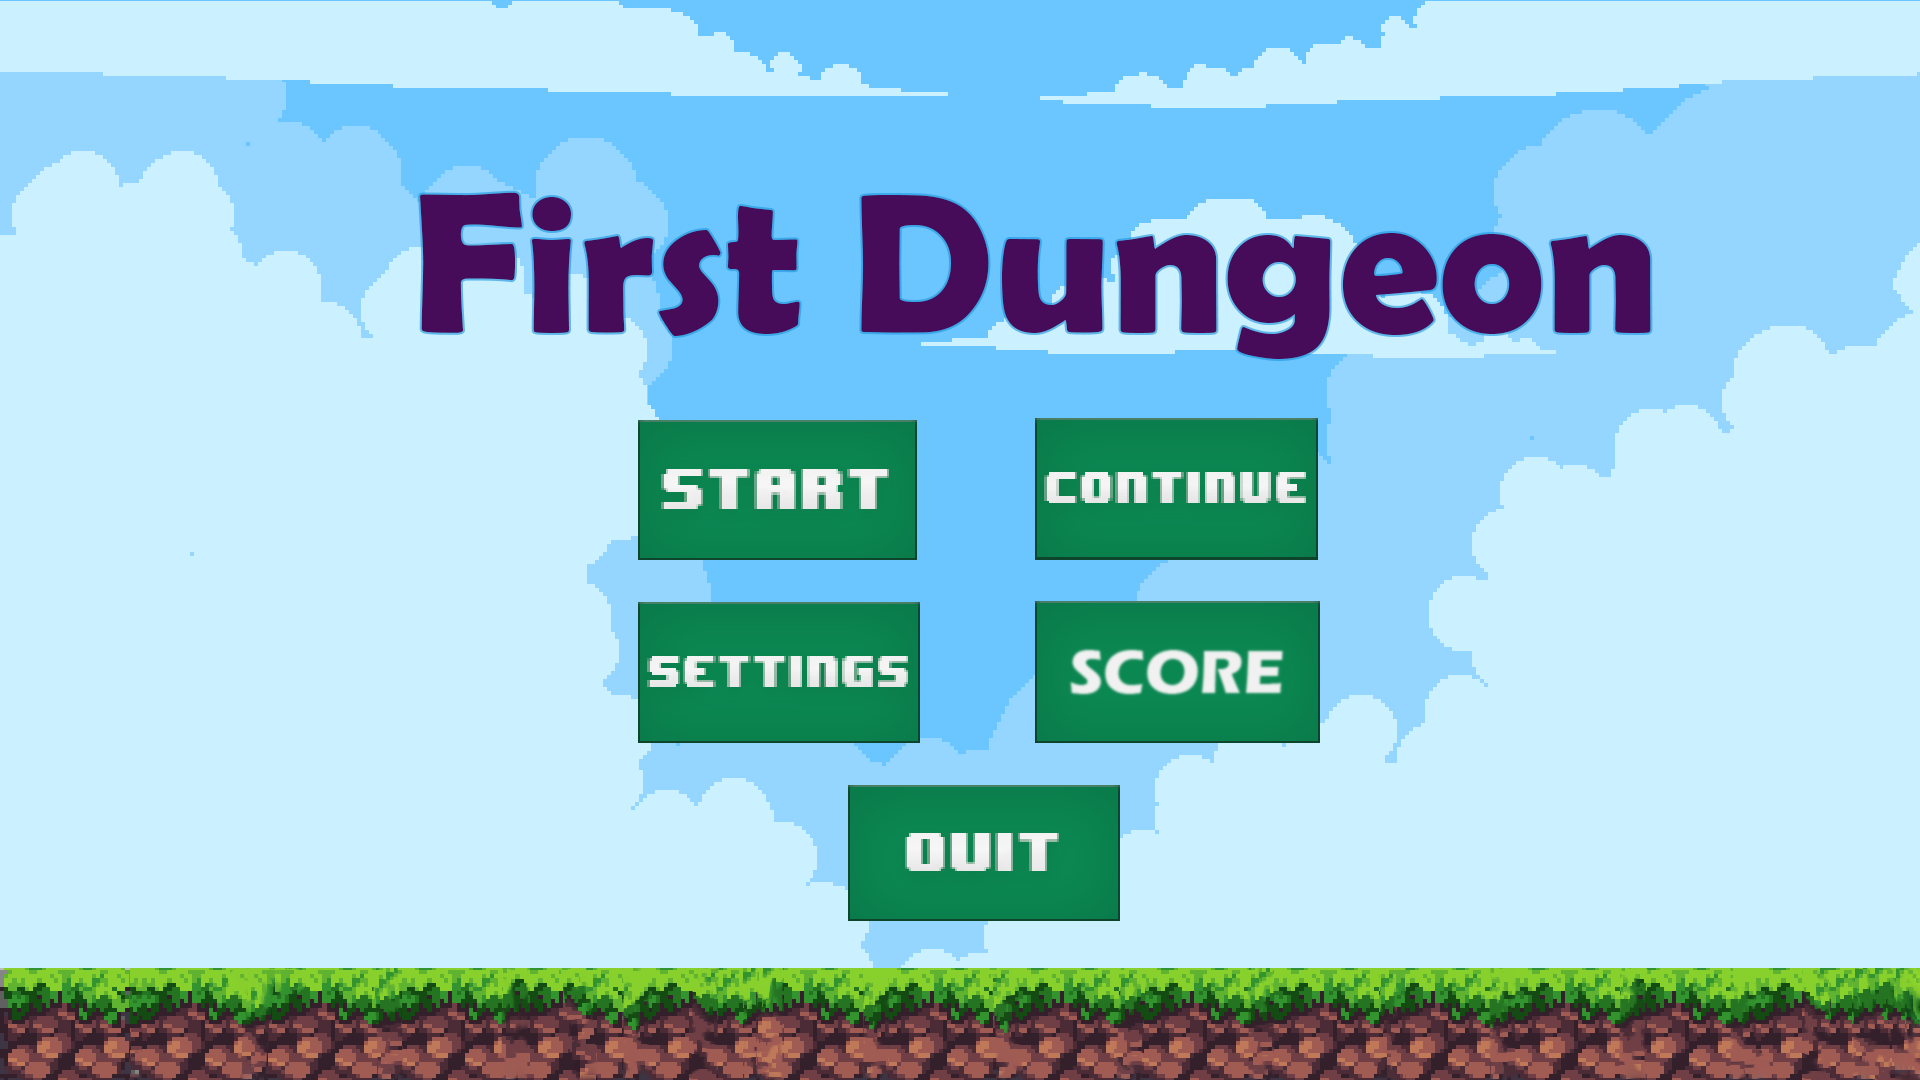 First Dungeon
START
CONTINUE
SETTINGS
SCORE
QUIT